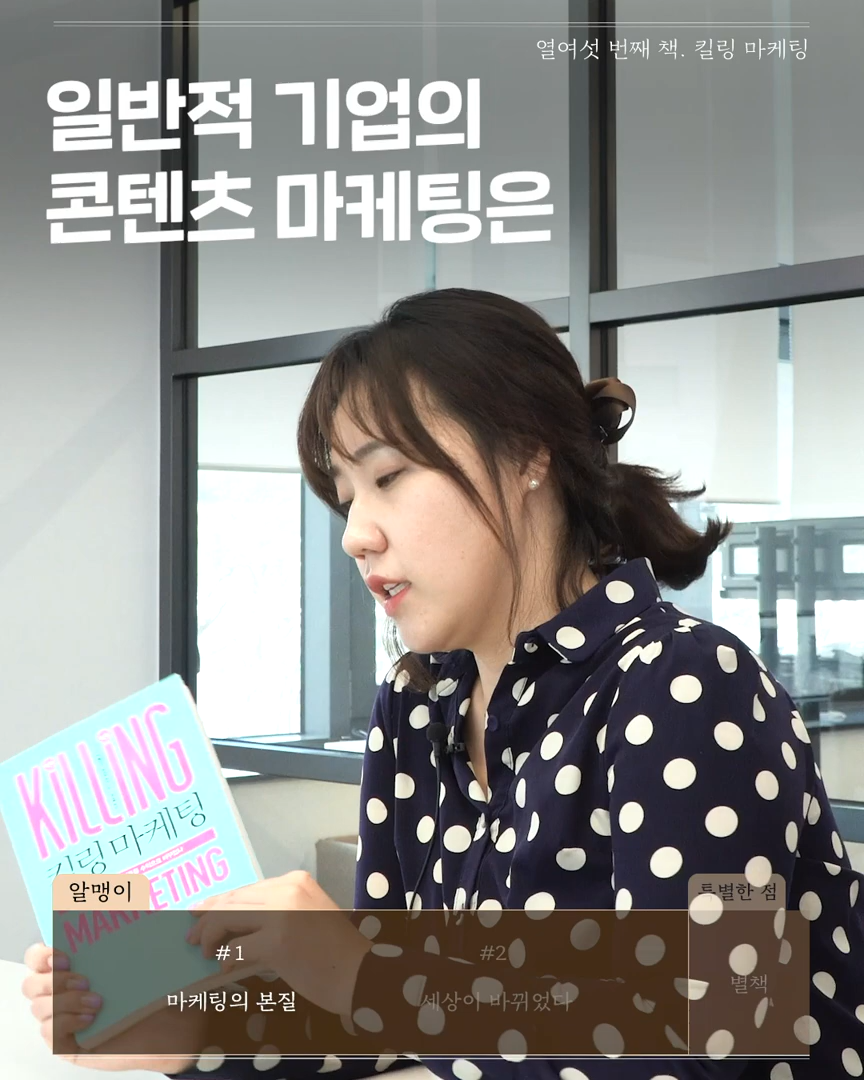 열여섯 번째 책. 킬링 마케팅
일반적 기업의
콘텐츠 마케팅은
KILLING
킬링 마케팅
MARKETING
알맹이
특별한 점
#1
#2
마케팅의 본질
세상이 바뀌었다
별책